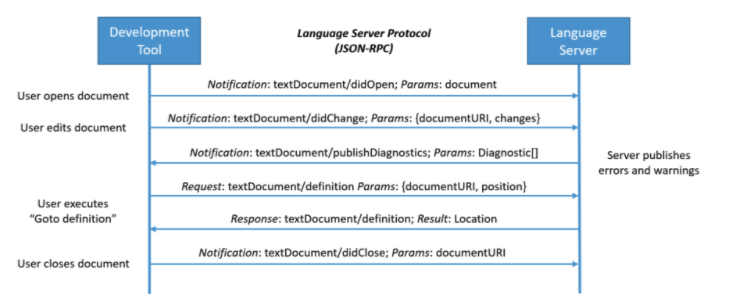 Development
Tool
Language Server Protocol
(JSON-RPC)
Language
Server
Notification: textDocument/didOpen; Params: document
User opens document
Notification: textDocument/didChange; Params: {documentURI, changes}
User edits document
Notification: textDocument/publishDiagnostics; Params: Diagnostic[]
Server publishes
errors and warnings
Request: textDocument/definition Params: {documentURI, position}
User executes
“Goto definition”
Response: textDocument/definition; Result: Location
Notification: textDocument/didClose; Params: documentURI
User closes document